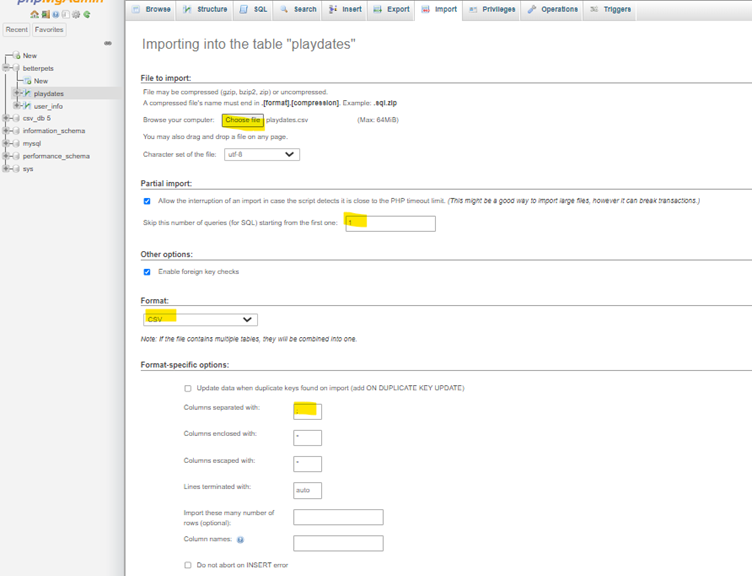 phpMyAdmin
Recent Favorites
New
betterpets
New
playdates
user_info
csv_db 5
information_schema
mysql
performance_schema
sys
Browse Structure SQL Search Insert Export Import Privileges Operations Triggers
Importing into the table "playdates"
File to import:
File may be compressed (gzip, bzip2, zip) or uncompressed.
A compressed file's name must end in .[format].[compression]. Example: .sql.zip
Browse your computer: Choose file playdates.csv (Max: 64MiB)
You may also drag and drop a file on any page.
Character set of the file: utf-8
Partial import:
Allow the interruption of an import in case the script detects it is close to the PHP timeout limit. (This might be a good way to import large files, however it can break transactions.)
Skip this number of queries (for SQL) starting from the first one: 1
Other options:
Enable foreign key checks
Format:
CSV
Note: If the file contains multiple tables, they will be combined into one.
Format-specific options:
Update data when duplicate keys found on import (add ON DUPLICATE KEY UPDATE)
Columns separated with:
Columns enclosed with: "
Columns escaped with: "
Lines terminated with: auto
Import these many number of
rows (optional):
Column names:
Do not abort on INSERT error